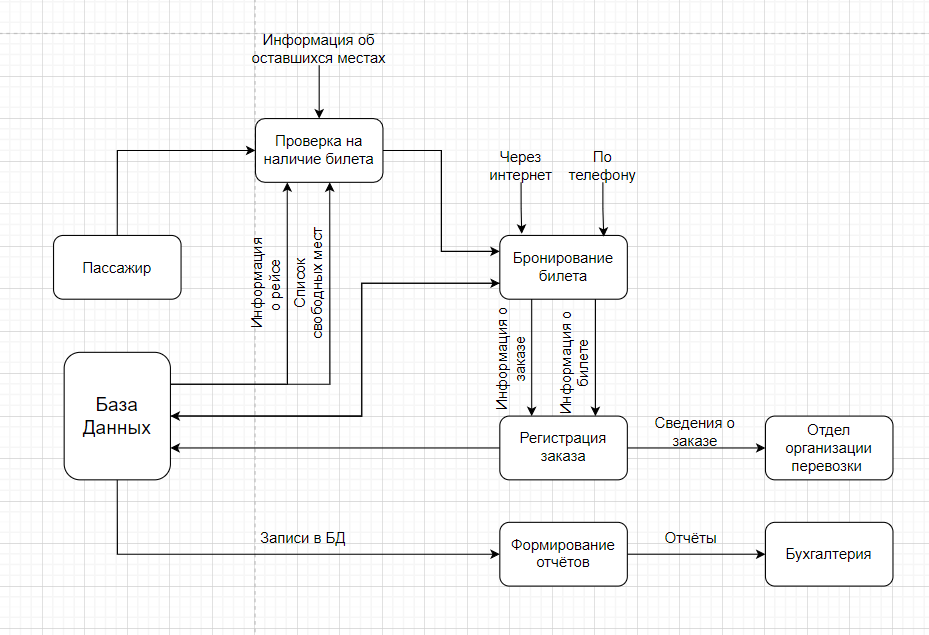 Информация об
оставшихся местах
Проверка на
наличие билета
Через
интернет
По
телефону
Пассажир
Информация
о рейсе
Список
свободных мест
Бронирование
билета
Информация о
заказе
Информация о
билете
База
Данных
Регистрация
заказа
Сведения о
заказе
Отдел
организации
перевозки
Записи в БД
Формирование
отчётов
Отчёты
Бухгалтерия